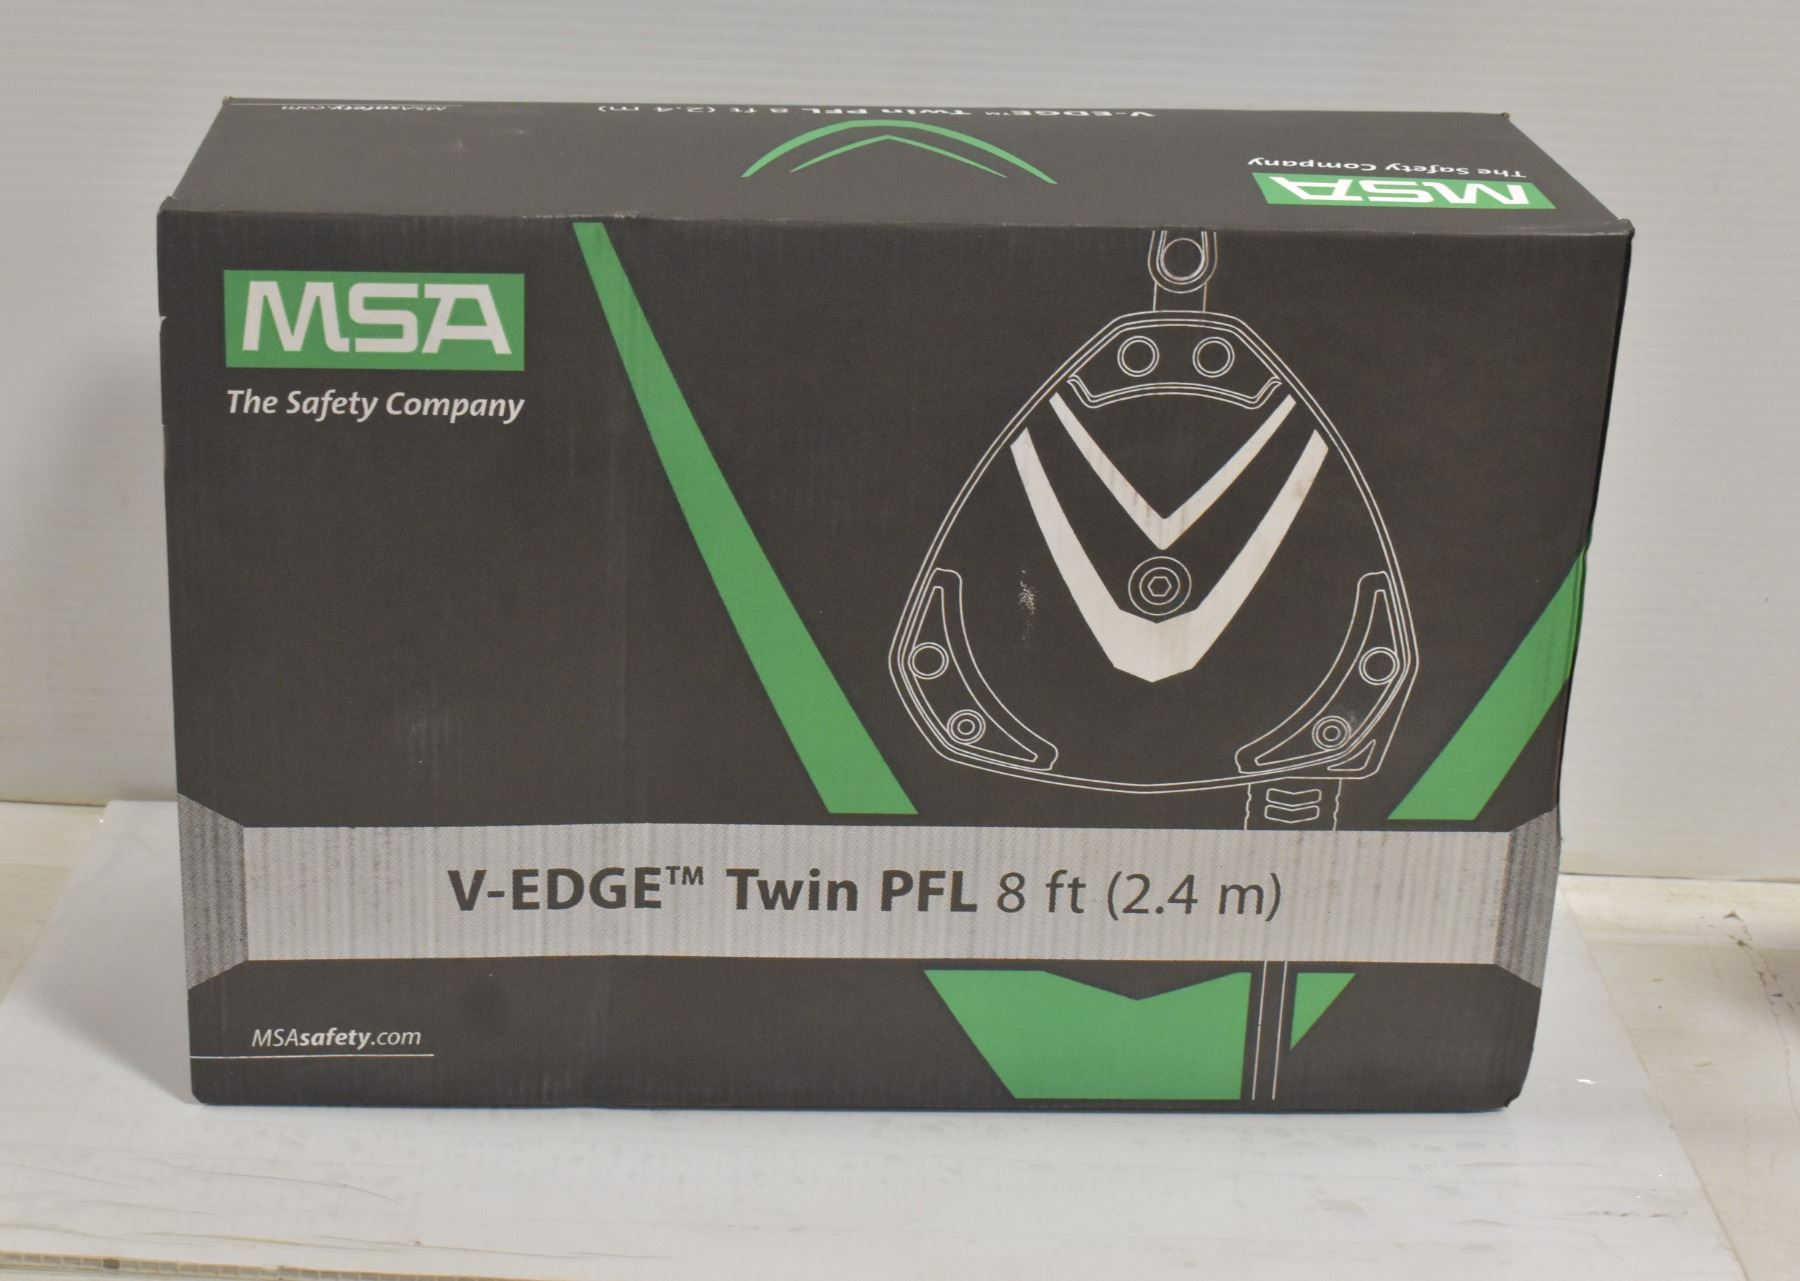 MSAsafety.com
V-EDGE™ Twin PFL 8 ft (2.4 m)
MSA
The Safety Company
MSA
The Safety Company
V-EDGE™ Twin PFL 8 ft (2.4 m)
MSAsafety.com